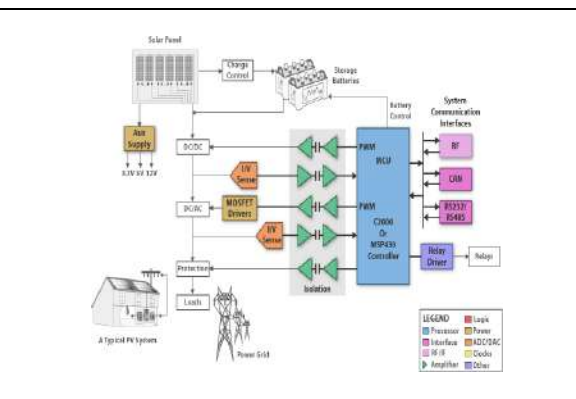 Solar Panel
Charge
Control
Storage
Batteries
Battery
Control
System
Communication
Interfaces
Aux
Supply
3.3V 5V 12V
DC/DC
PWM
MCU
RF
I/V
Sense
CAN
DC/AC
MOSFET
Drivers
PWM
C2000
Or
MSP430
Controller
RS232/
RS485
I/V
Sense
Relay
Driver
Relays
Protection
Isolation
Loads
A Typical PV System
Power Grid
LEGEND
Processor
Interface
RF/IF
Amplifier
Logic
Power
ADC/DAC
Clocks
Other